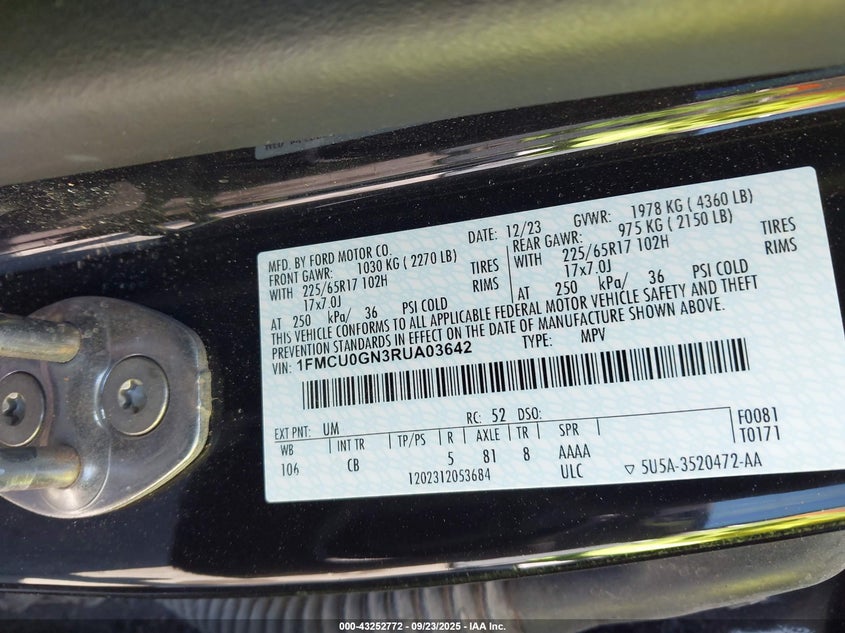 MFD. BY FORD MOTOR CO.
DATE: 12/23 GVWR: 1978 KG ( 4360 LB)
FRONT GAWR: 1030 KG ( 2270 LB) REAR GAWR: 975 KG ( 2150 LB)
WITH 225/65R17 102H TIRES WITH 225/65R17 102H TIRES
17x7.0J RIMS 17x7.0J RIMS
AT 250 kPa/ 36 PSI COLD AT 250 kPa/ 36 PSI COLD
THIS VEHICLE CONFORMS TO ALL APPLICABLE FEDERAL MOTOR VEHICLE SAFETY AND THEFT
PREVENTION STANDARDS IN EFFECT ON THE DATE OF MANUFACTURE SHOWN ABOVE.
VIN: 1FMCU0GN3RUA03642 TYPE: MPV
EXT PNT: UM RC: 52 DSO: F0081
WB INT TR TP/PS R AXLE TR SPR T0171
106 CB 5 81 8 AAAA
1202312053684 ULC ▽ 5U5A-3520472-AA
000-43252772 - 09/23/2025 - IAA Inc.